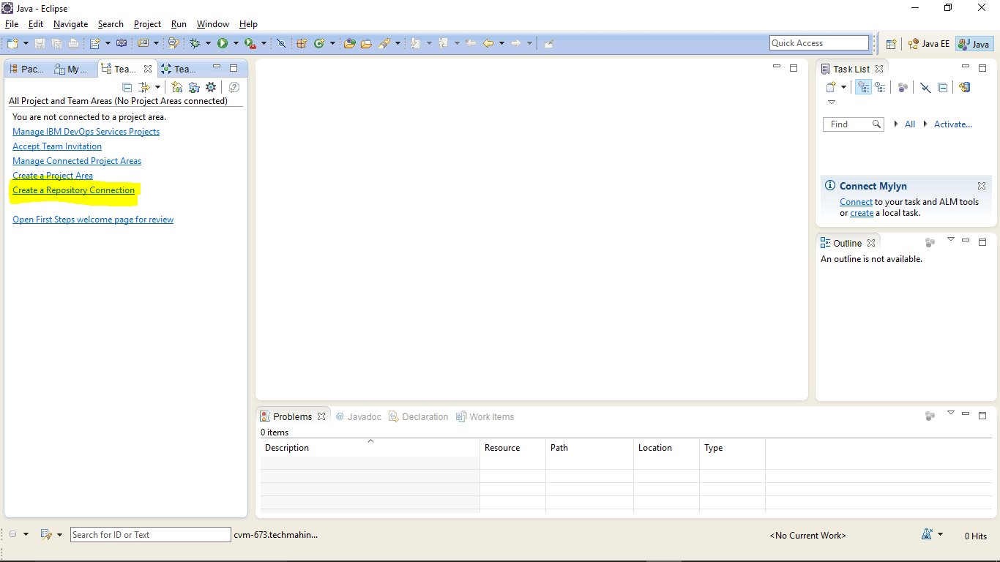 Java - Eclipse
File Edit Navigate Search Project Run Window Help
Quick Access
Java EE
Java
Pac...
My ...
Tea...
Tea...
All Project and Team Areas (No Project Areas connected)
You are not connected to a project area.
Manage IBM DevOps Services Projects
Accept Team Invitation
Manage Connected Project Areas
Create a Project Area
Create a Repository Connection
Open First Steps welcome page for review
Task List
Find
All
Activate...
Connect Mylyn
Connect to your task and ALM tools
or create a local task.
Outline
An outline is not available.
Problems
@ Javadoc
Declaration
Work Items
0 items
Description Resource Path Location Type
Search for ID or Text
cvm-673.techmahin...
<No Current Work>
0 Hits